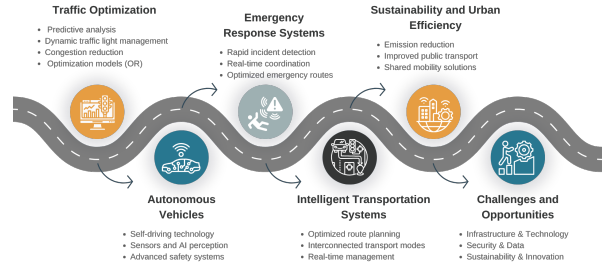 Traffic Optimization
• Predictive analysis
• Dynamic traffic light management
• Congestion reduction
• Optimization models (OR)
Emergency
Response Systems
• Rapid incident detection
• Real-time coordination
• Optimized emergency routes
Sustainability and Urban
Efficiency
• Emission reduction
• Improved public transport
• Shared mobility solutions
Autonomous
Vehicles
• Self-driving technology
• Sensors and AI perception
• Advanced safety systems
Intelligent Transportation
Systems
• Optimized route planning
• Interconnected transport modes
• Real-time management
Challenges and
Opportunities
• Infrastructure & Technology
• Security & Data
• Sustainability & Innovation